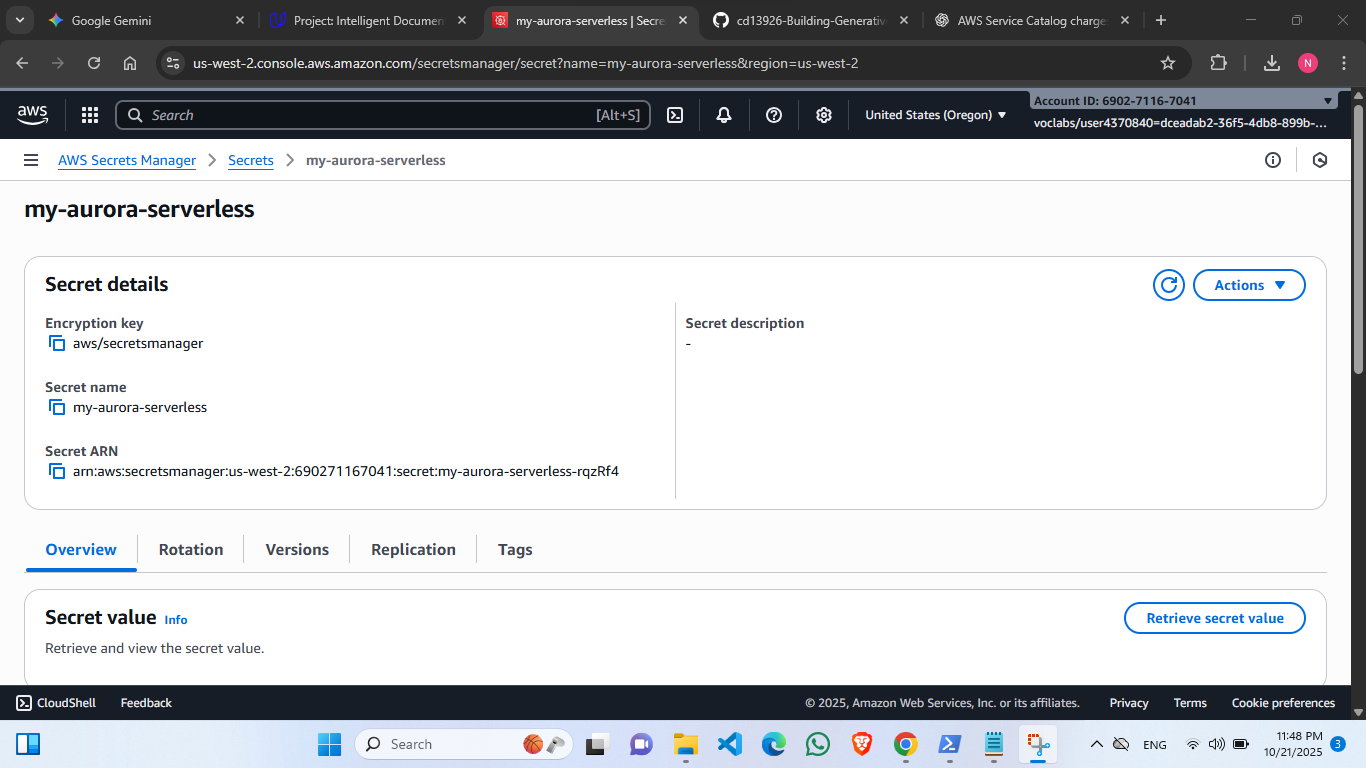 Google Gemini
Project: Intelligent Documen
my-aurora-serverless | Secre
cd13926-Building-Generativ
AWS Service Catalog charge
us-west-2.console.aws.amazon.com/secretsmanager/secret?name=my-aurora-serverless&region=us-west-2
N
aws
Search
[Alt+S]
United States (Oregon)
Account ID: 6902-7116-7041
voclabs/user4370840=dceadab2-36f5-4db8-899b-...
AWS Secrets Manager
Secrets
my-aurora-serverless
my-aurora-serverless
Secret details
Actions
Encryption key
aws/secretsmanager
Secret description
-
Secret name
my-aurora-serverless
Secret ARN
arn:aws:secretsmanager:us-west-2:690271167041:secret:my-aurora-serverless-rqzRf4
Overview
Rotation
Versions
Replication
Tags
Secret value Info
Retrieve secret value
Retrieve and view the secret value.
CloudShell
Feedback
© 2025, Amazon Web Services, Inc. or its affiliates.
Privacy
Terms
Cookie preferences
Search
ENG
11:48 PM
10/21/2025
3